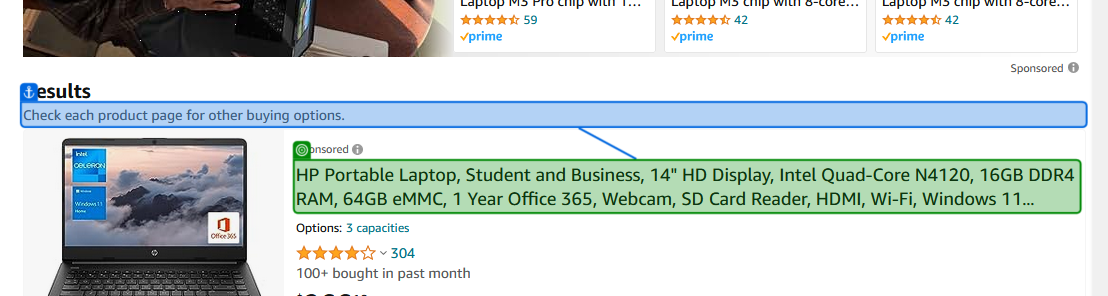 Laptop M3 Pro chip with 1... Laptop M3 chip with 8-core... Laptop M3 chip with 8-core...
59 42 42
prime prime prime
Sponsored
esults
Check each product page for other buying options.
onsored
HP Portable Laptop, Student and Business, 14" HD Display, Intel Quad-Core N4120, 16GB DDR4
RAM, 64GB eMMC, 1 Year Office 365, Webcam, SD Card Reader, HDMI, Wi-Fi, Windows 11...
Options: 3 capacities
304
100+ bought in past month
intel
CELERON
Windows 11
Home
Office 365
hp